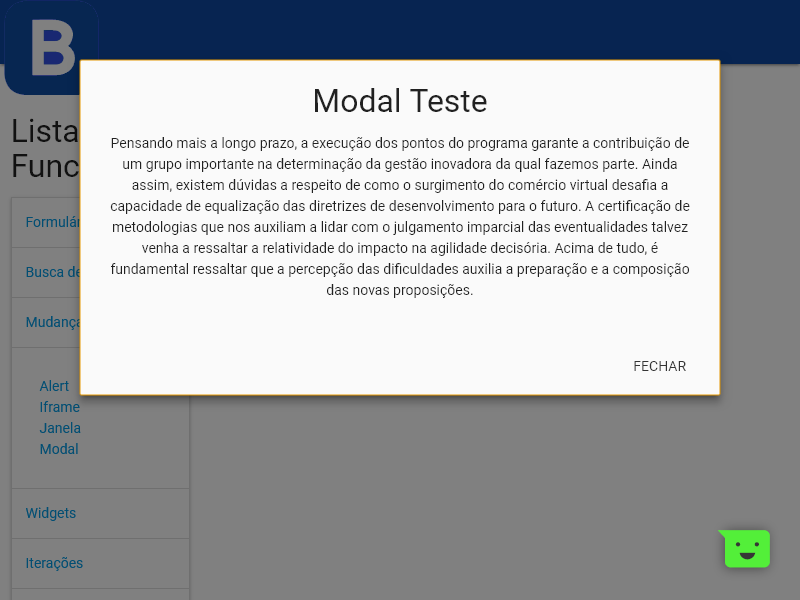 B
Modal Teste
Pensando mais a longo prazo, a execução dos pontos do programa garante a contribuição de
um grupo importante na determinação da gestão inovadora da qual fazemos parte. Ainda
assim, existem dúvidas a respeito de como o surgimento do comércio virtual desafia a
capacidade de equalização das diretrizes de desenvolvimento para o futuro. A certificação de
metodologias que nos auxiliam a lidar com o julgamento imparcial das eventualidades talvez
venha a ressaltar a relatividade do impacto na agilidade decisória. Acima de tudo, é
fundamental ressaltar que a percepção das dificuldades auxilia a preparação e a composição
das novas proposições.
FECHAR
Lista
Func
Formulár
Busca de
Mudança
Alert
Iframe
Janela
Modal
Widgets
Iterações